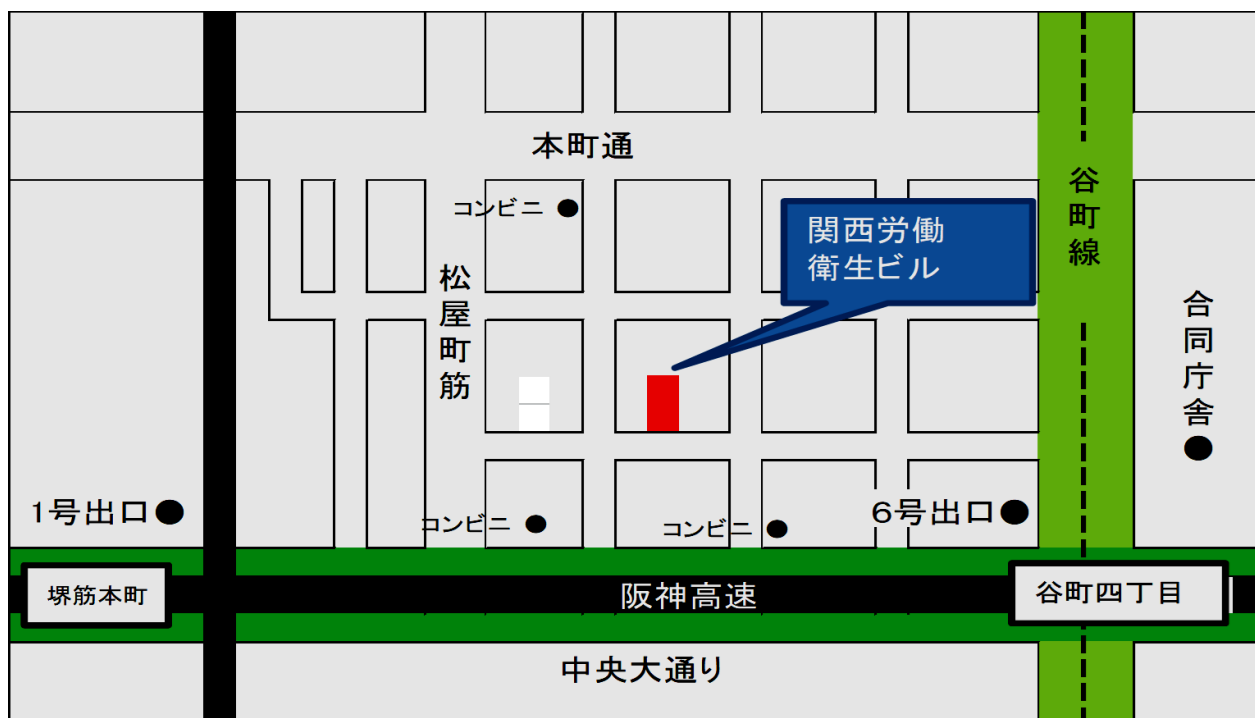 本町通
谷町線
コンビニ
関西労働
衛生ビル
松屋町筋
合同庁舎
1号出口
コンビニ
コンビニ
6号出口
堺筋本町
阪神高速
谷町四丁目
中央大通り